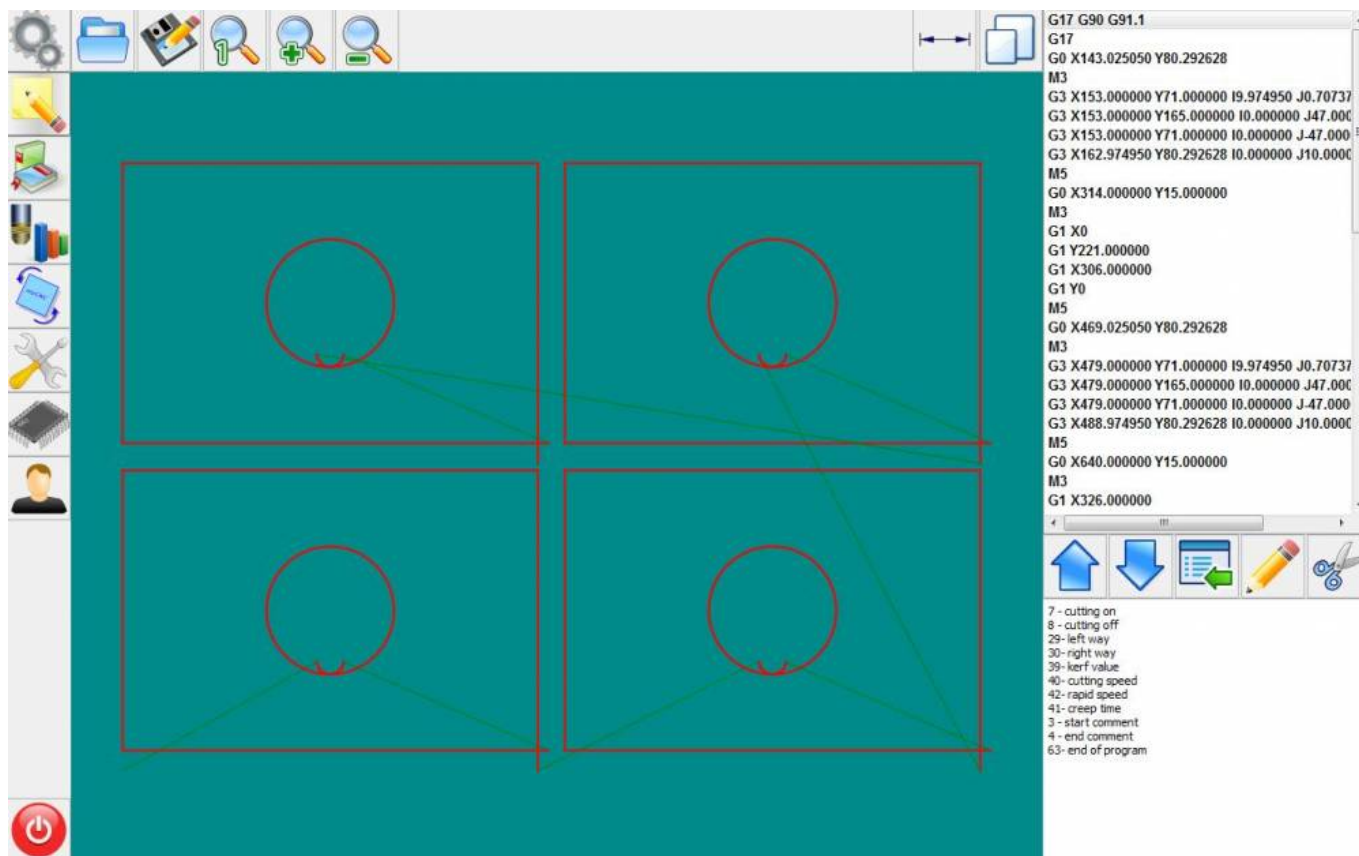 G17 G90 G91.1
G17
G0 X143.025050 Y80.292628
M3
G3 X153.000000 Y71.000000 I9.974950 J0.70737
G3 X153.000000 Y165.000000 I0.000000 J47.000
G3 X153.000000 Y71.000000 I0.000000 J-47.000
G3 X162.974950 Y80.292628 I0.000000 J10.0000
M5
G0 X314.000000 Y15.000000
M3
G1 X0
G1 Y221.000000
G1 X306.000000
G1 Y0
M5
G0 X469.025050 Y80.292628
M3
G3 X479.000000 Y71.000000 I9.974950 J0.70737
G3 X479.000000 Y165.000000 I0.000000 J47.000
G3 X479.000000 Y71.000000 I0.000000 J-47.000
G3 X488.974950 Y80.292628 I0.000000 J10.0000
M5
G0 X640.000000 Y15.000000
M3
G1 X326.000000
7 - cutting on
8 - cutting off
29- left way
30- right way
39- kerf value
40- cutting speed
42- rapid speed
41- creep time
3 - start comment
4 - end comment
63- end of program